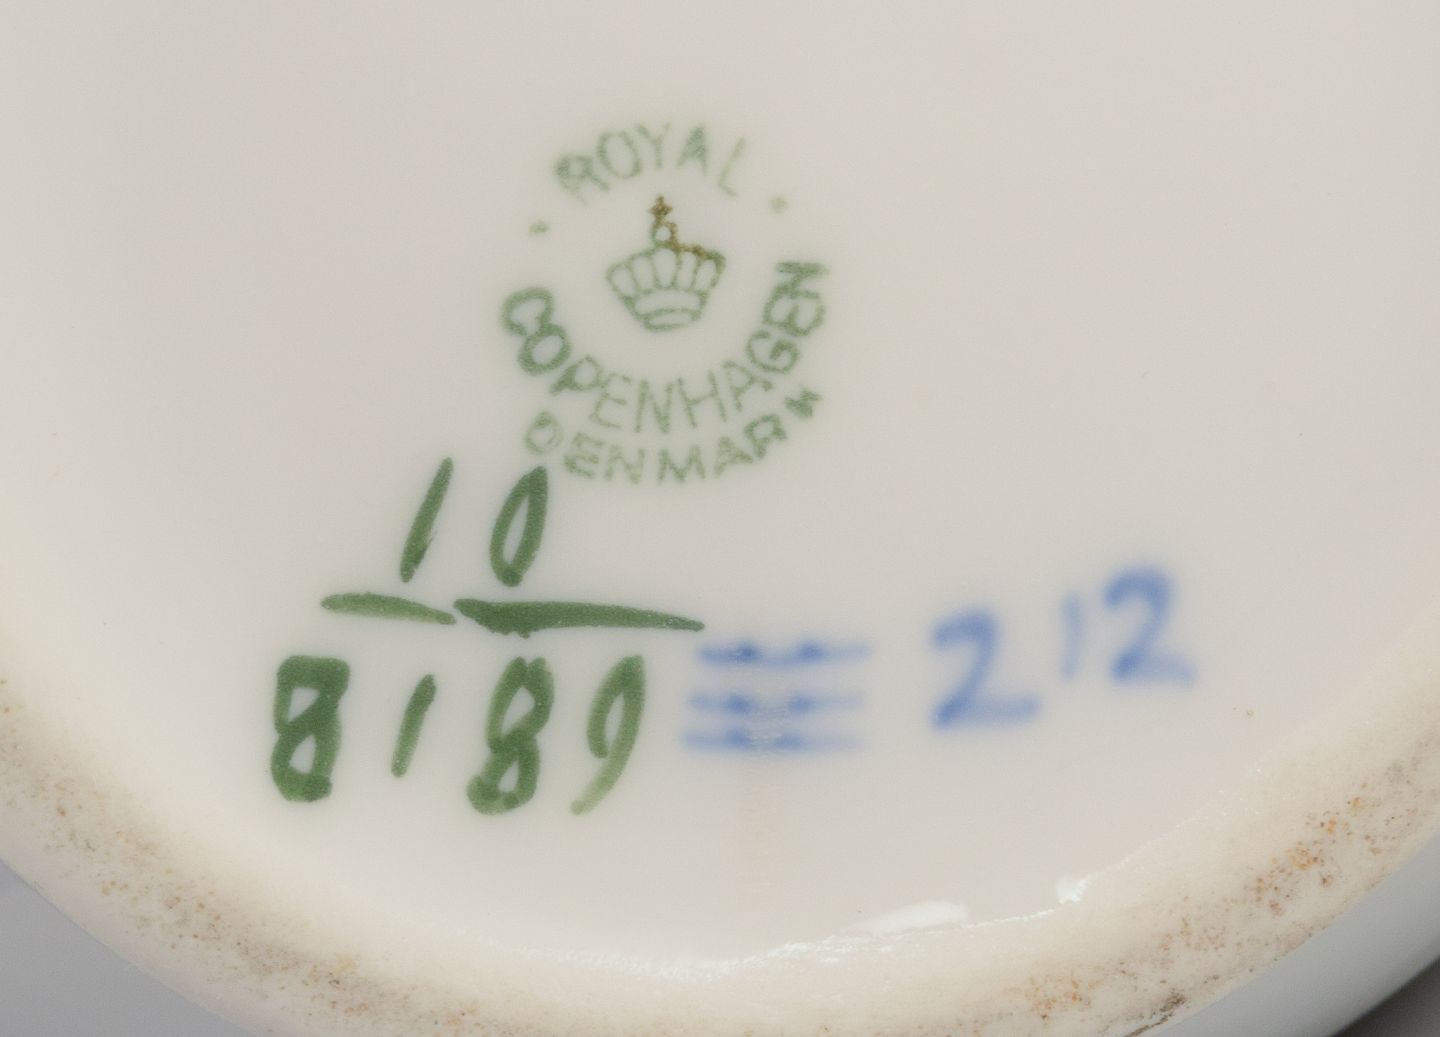 ROYAL
COPENHAGEN
DENMARK
10
8189
212